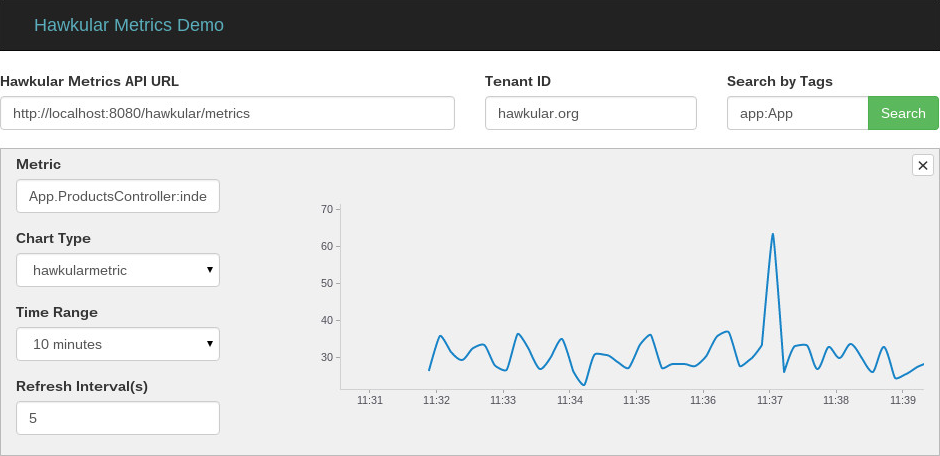 Hawkular Metrics Demo
Hawkular Metrics API URL Tenant ID Search by Tags
http://localhost:8080/hawkular/metrics hawkular.org app:App Search
Metric
App.ProductsController:inde
Chart Type
hawkularmetric
Time Range
10 minutes
Refresh Interval(s)
5
70
60
50
40
30
11:31 11:32 11:33 11:34 11:35 11:36 11:37 11:38 11:39